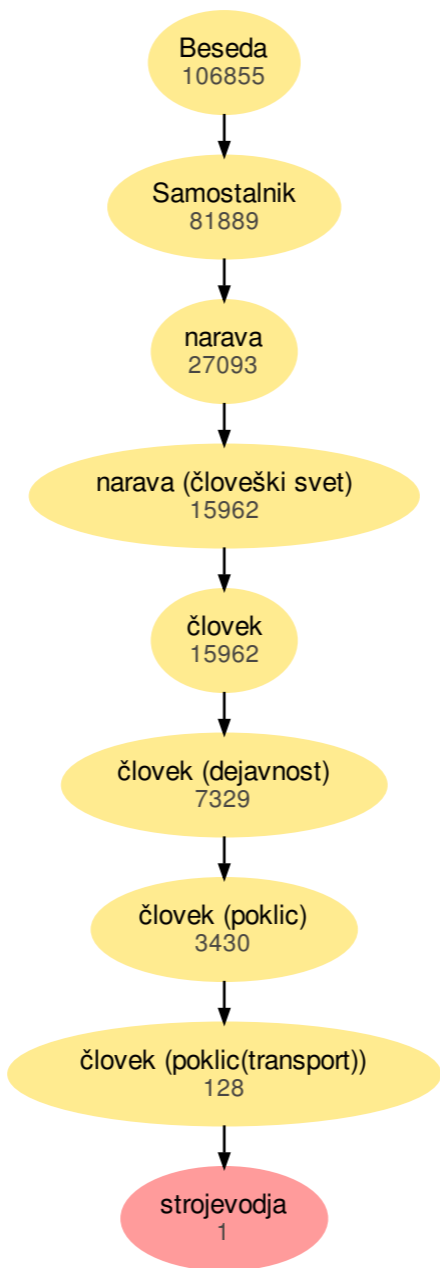 Beseda
106855
Samostalnik
81889
narava
27093
narava (človeški svet)
15962
človek
15962
človek (dejavnost)
7329
človek (poklic)
3430
človek (poklic(transport))
128
strojevodja
1